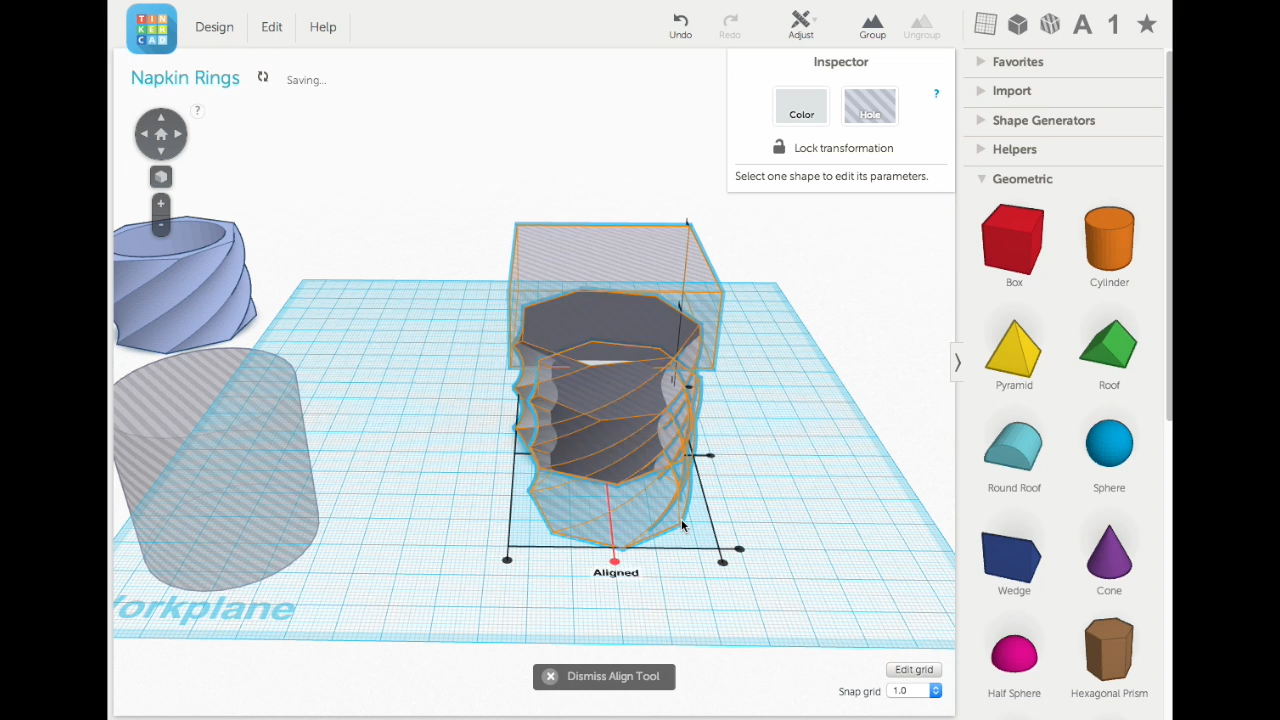 TIN
KER
CAD
Design
Edit
Help
Undo
Redo
Adjust
Group
Ungroup
A
1
Napkin Rings
Saving...
?
+
-
Inspector
Color
Hole
?
Lock transformation
Select one shape to edit its parameters.
Favorites
Import
Shape Generators
Helpers
Geometric
Box
Cylinder
Pyramid
Roof
Round Roof
Sphere
Wedge
Cone
Half Sphere
Hexagonal Prism
Aligned
orkplane
Dismiss Align Tool
Edit grid
Snap grid
1.0